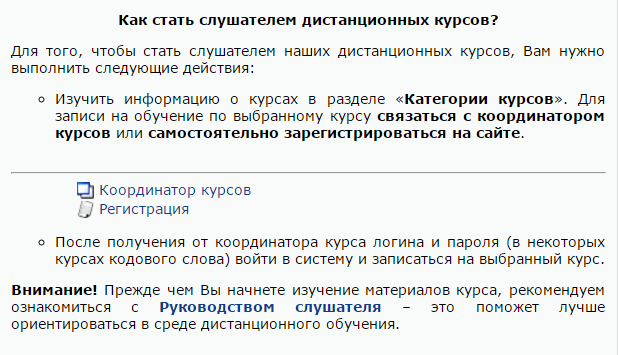 Как стать слушателем дистанционных курсов?
Для того, чтобы стать слушателем наших дистанционных курсов, Вам нужно
выполнить следующие действия:
Изучить информацию о курсах в разделе «Категории курсов». Для
записи на обучение по выбранному курсу связаться с координатором
курсов или самостоятельно зарегистрироваться на сайте.
Координатор курсов
Регистрация
После получения от координатора курса логина и пароля (в некоторых
курсах кодового слова) войти в систему и записаться на выбранный курс.
Внимание! Прежде чем Вы начнете изучение материалов курса, рекомендуем
ознакомиться с Руководством слушателя – это поможет лучше
ориентироваться в среде дистанционного обучения.